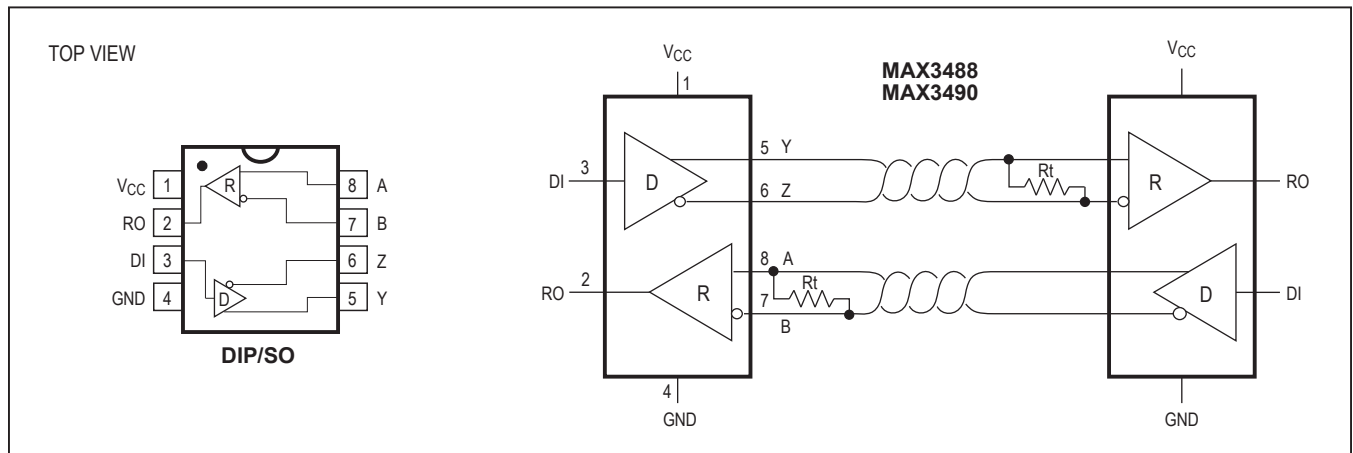 TOP VIEW
VCC 1
RO 2
DI 3
GND 4
8 A
7 B
6 Z
5 Y
R
D
DIP/SO
MAX3488
MAX3490
VCC
1
DI 3
D
5 Y
6 Z
Rt
R
RO
VCC
RO 2
R
8 A
7
B
Rt
D
DI
4
GND
GND